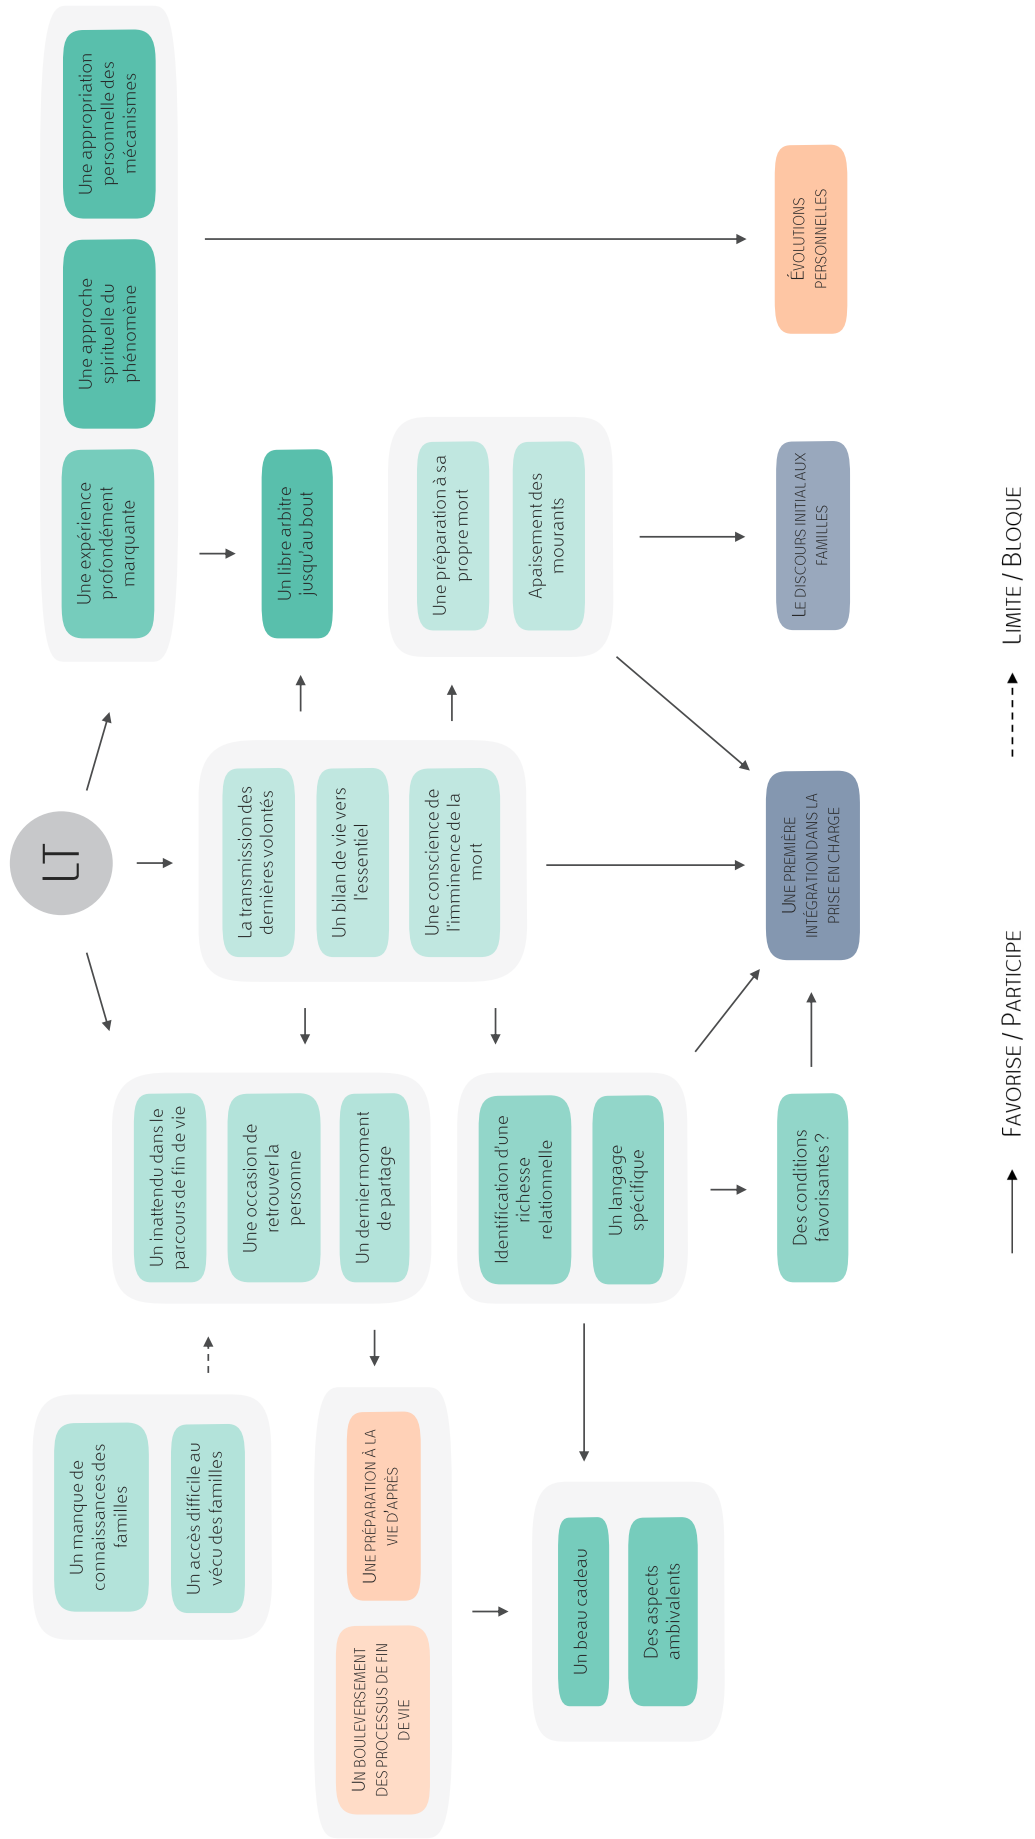 LT
Un manque de
connaissances des
familles
Un accès difficile au
vécu des familles
Un inattendu dans le
parcours de fin de vie
Une occasion de
retrouver la
personne
Un dernier moment
de partage
La transmission des
dernières volontés
Un bilan de vie vers
l'essentiel
Une conscience de
l'imminence de la
mort
Une expérience
profondément
marquante
Une approche
spirituelle du
phénomène
Une appropriation
personnelle des
mécanismes
Un libre arbitre
jusqu'au bout
Un bouleversement
des processus de fin
de vie
Une préparation à la
vie d'après
Identification d'une
richesse
relationnelle
Un langage
spécifique
Une préparation à sa
propre mort
Apaisement des
mourants
Un beau cadeau
Des aspects
ambivalents
Des conditions
favorisantes ?
Une première
intégration dans la
prise en charge
Le discours initial aux
familles
Évolutions
personnelles
Favorise / Participe
Limite / Bloque